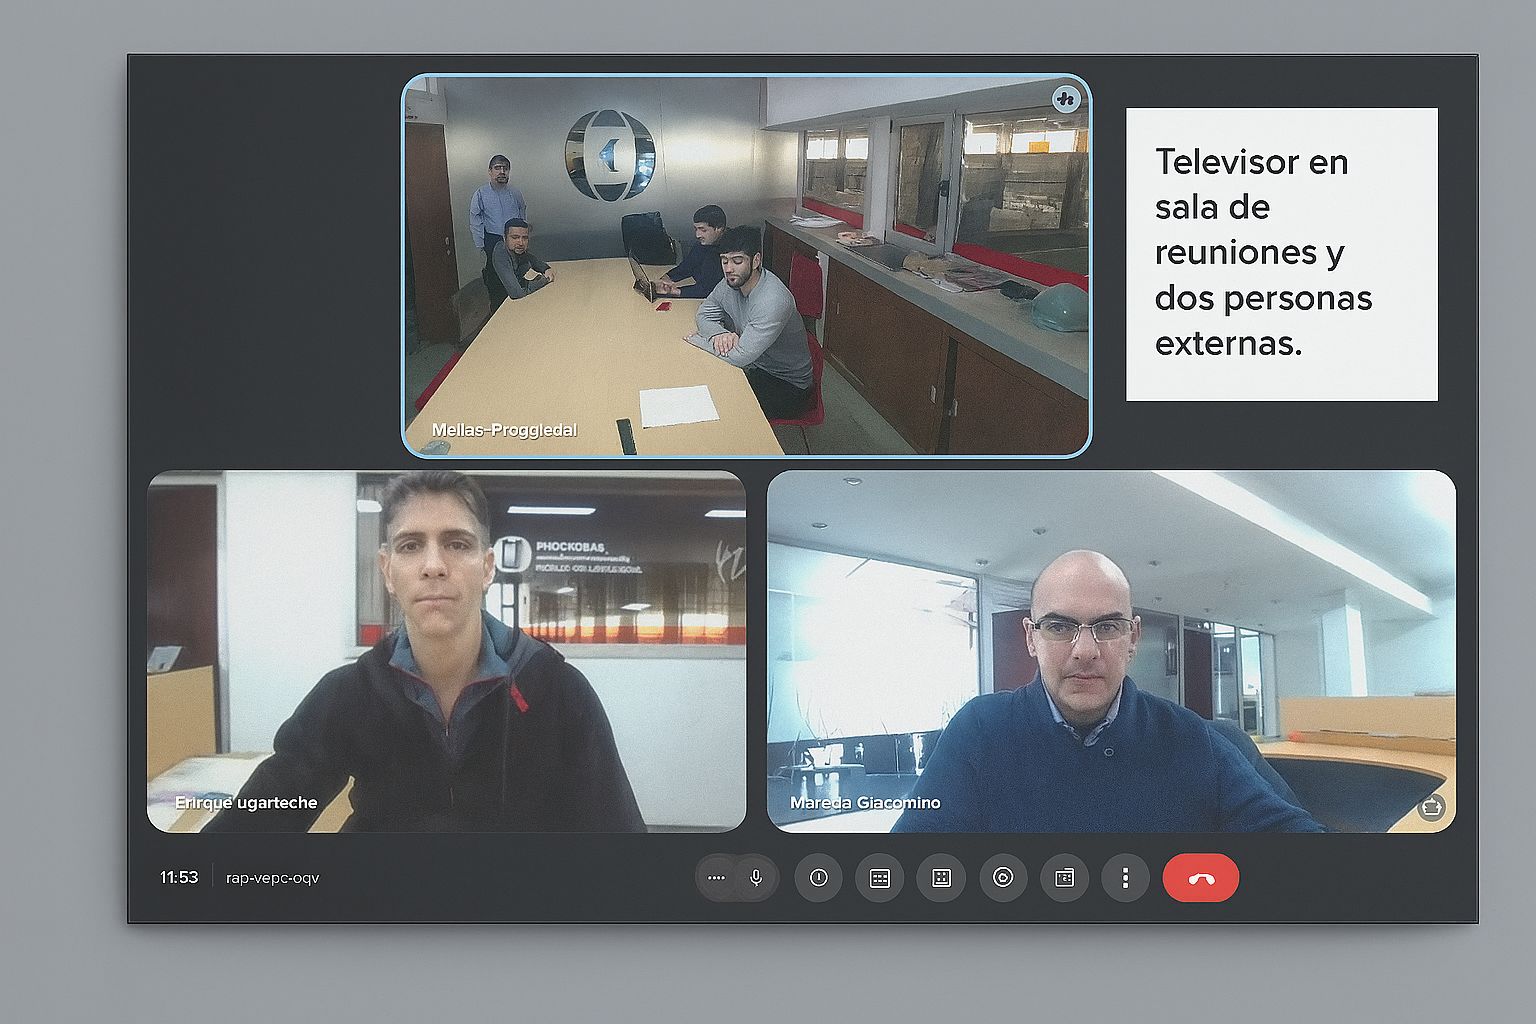 Televisor en
sala de
reuniones y
dos personas
externas.
Mellas-Proggledal
PHOCKOBAS
Enrque ugarteche
Mareda Giacomino
11:53
rap-vepc-oqv